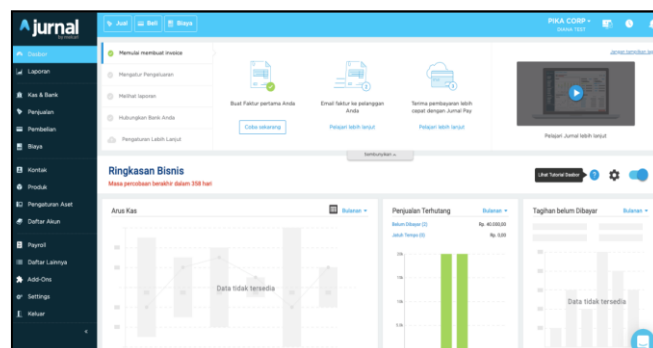 jurnal
Jual
Beli
Biaya
PIKA CORP
DIANA TEST
Dasbor
Laporan
Kas & Bank
Penjualan
Pembelian
Biaya
Kontak
Produk
Pengaturan Aset
Daftar Akun
Payroll
Daftar Lainnya
Add-Ons
Settings
Keluar
Memulai membuat invoice
Mengatur Pengeluaran
Melihat laporan
Hubungkan Bank Anda
Pengaturan Lebih Lanjut
Buat Faktur pertama Anda
Coba sekarang
Email faktur ke pelanggan
Anda
Pelajari lebih lanjut
Terima pembayaran lebih
cepat dengan Jurnal Pay
Pelajari lebih lanjut
Pelajari Jurnal lebih lanjut
Sembunyikan
Ringkasan Bisnis
Masa percobaan berakhir dalam 358 hari
Lihat Tutorial Dasbor
Arus Kas
Bulanan
Data tidak tersedia
Penjualan Terhutang
Bulanan
Belum Dibayar (2)
Rp. 40.000,00
Jatuh Tempo (0)
Rp. 0,00
Tagihan belum Dibayar
Bulanan
Data tidak tersedia